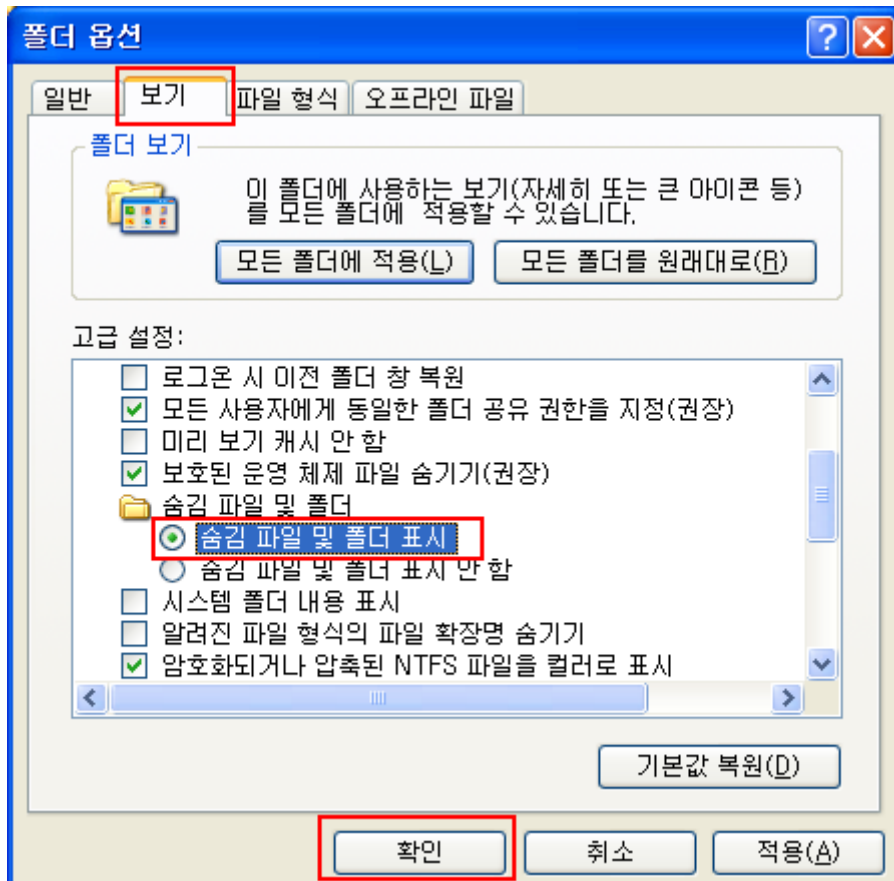 폴더 옵션
일반
보기
파일 형식
오프라인 파일
폴더 보기
이 폴더에 사용하는 보기(자세히 또는 큰 아이콘 등)
를 모든 폴더에 적용할 수 있습니다.
모든 폴더에 적용(L)
모든 폴더를 원래대로(R)
고급 설정:
로그온 시 이전 폴더 창 복원
모든 사용자에게 동일한 폴더 공유 권한을 지정(권장)
미리 보기 캐시 안 함
보호된 운영 체제 파일 숨기기(권장)
숨김 파일 및 폴더
숨김 파일 및 폴더 표시
숨김 파일 및 폴더 표시 안 함
시스템 폴더 내용 표시
알려진 파일 형식의 파일 확장명 숨기기
암호화되거나 압축된 NTFS 파일을 컬러로 표시
기본값 복원(D)
확인
취소
적용(A)